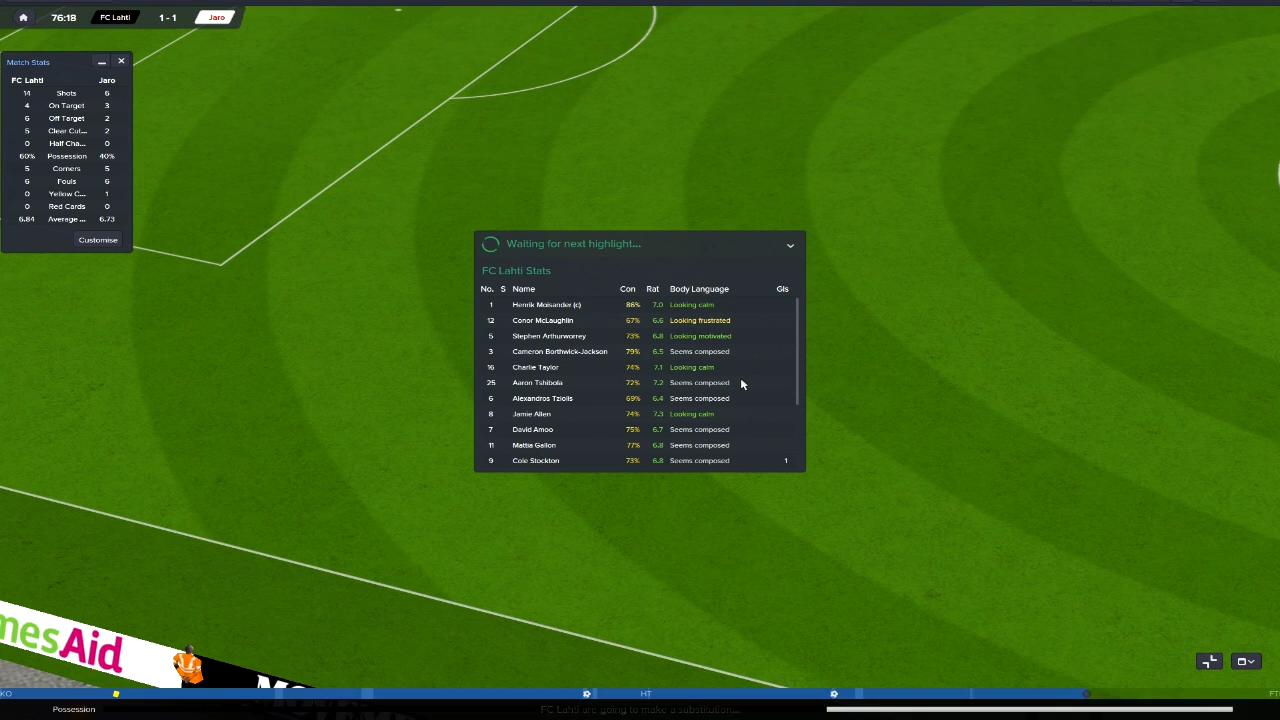 76:18 FC Lahti 1 - 1 Jaro
Match Stats
FC Lahti Jaro
14 Shots 6
4 On Target 3
6 Off Target 2
5 Clear Cut... 2
0 Half Cha... 0
60% Possession 40%
5 Corners 5
6 Fouls 6
0 Yellow C... 1
0 Red Cards 0
6.84 Average ... 6.73
Customise
Waiting for next highlight...
FC Lahti Stats
No. S Name Con Rat Body Language Gls
1 Henrik Moisander (c) 86% 7.0 Looking calm
12 Conor McLaughlin 67% 6.6 Looking frustrated
5 Stephen Arthurworrey 73% 6.8 Looking motivated
3 Cameron Borthwick-Jackson 79% 6.5 Seems composed
16 Charlie Taylor 74% 7.1 Looking calm
25 Aaron Tshibola 72% 7.2 Seems composed
6 Alexandros Tziolis 69% 6.4 Seems composed
8 Jamie Allen 74% 7.3 Looking calm
7 David Amoo 75% 6.7 Seems composed
11 Mattia Gallon 77% 6.8 Seems composed
9 Cole Stockton 73% 6.8 Seems composed 1
mesAid
KO HT FT
Possession FC Lahti are going to make a substitution...